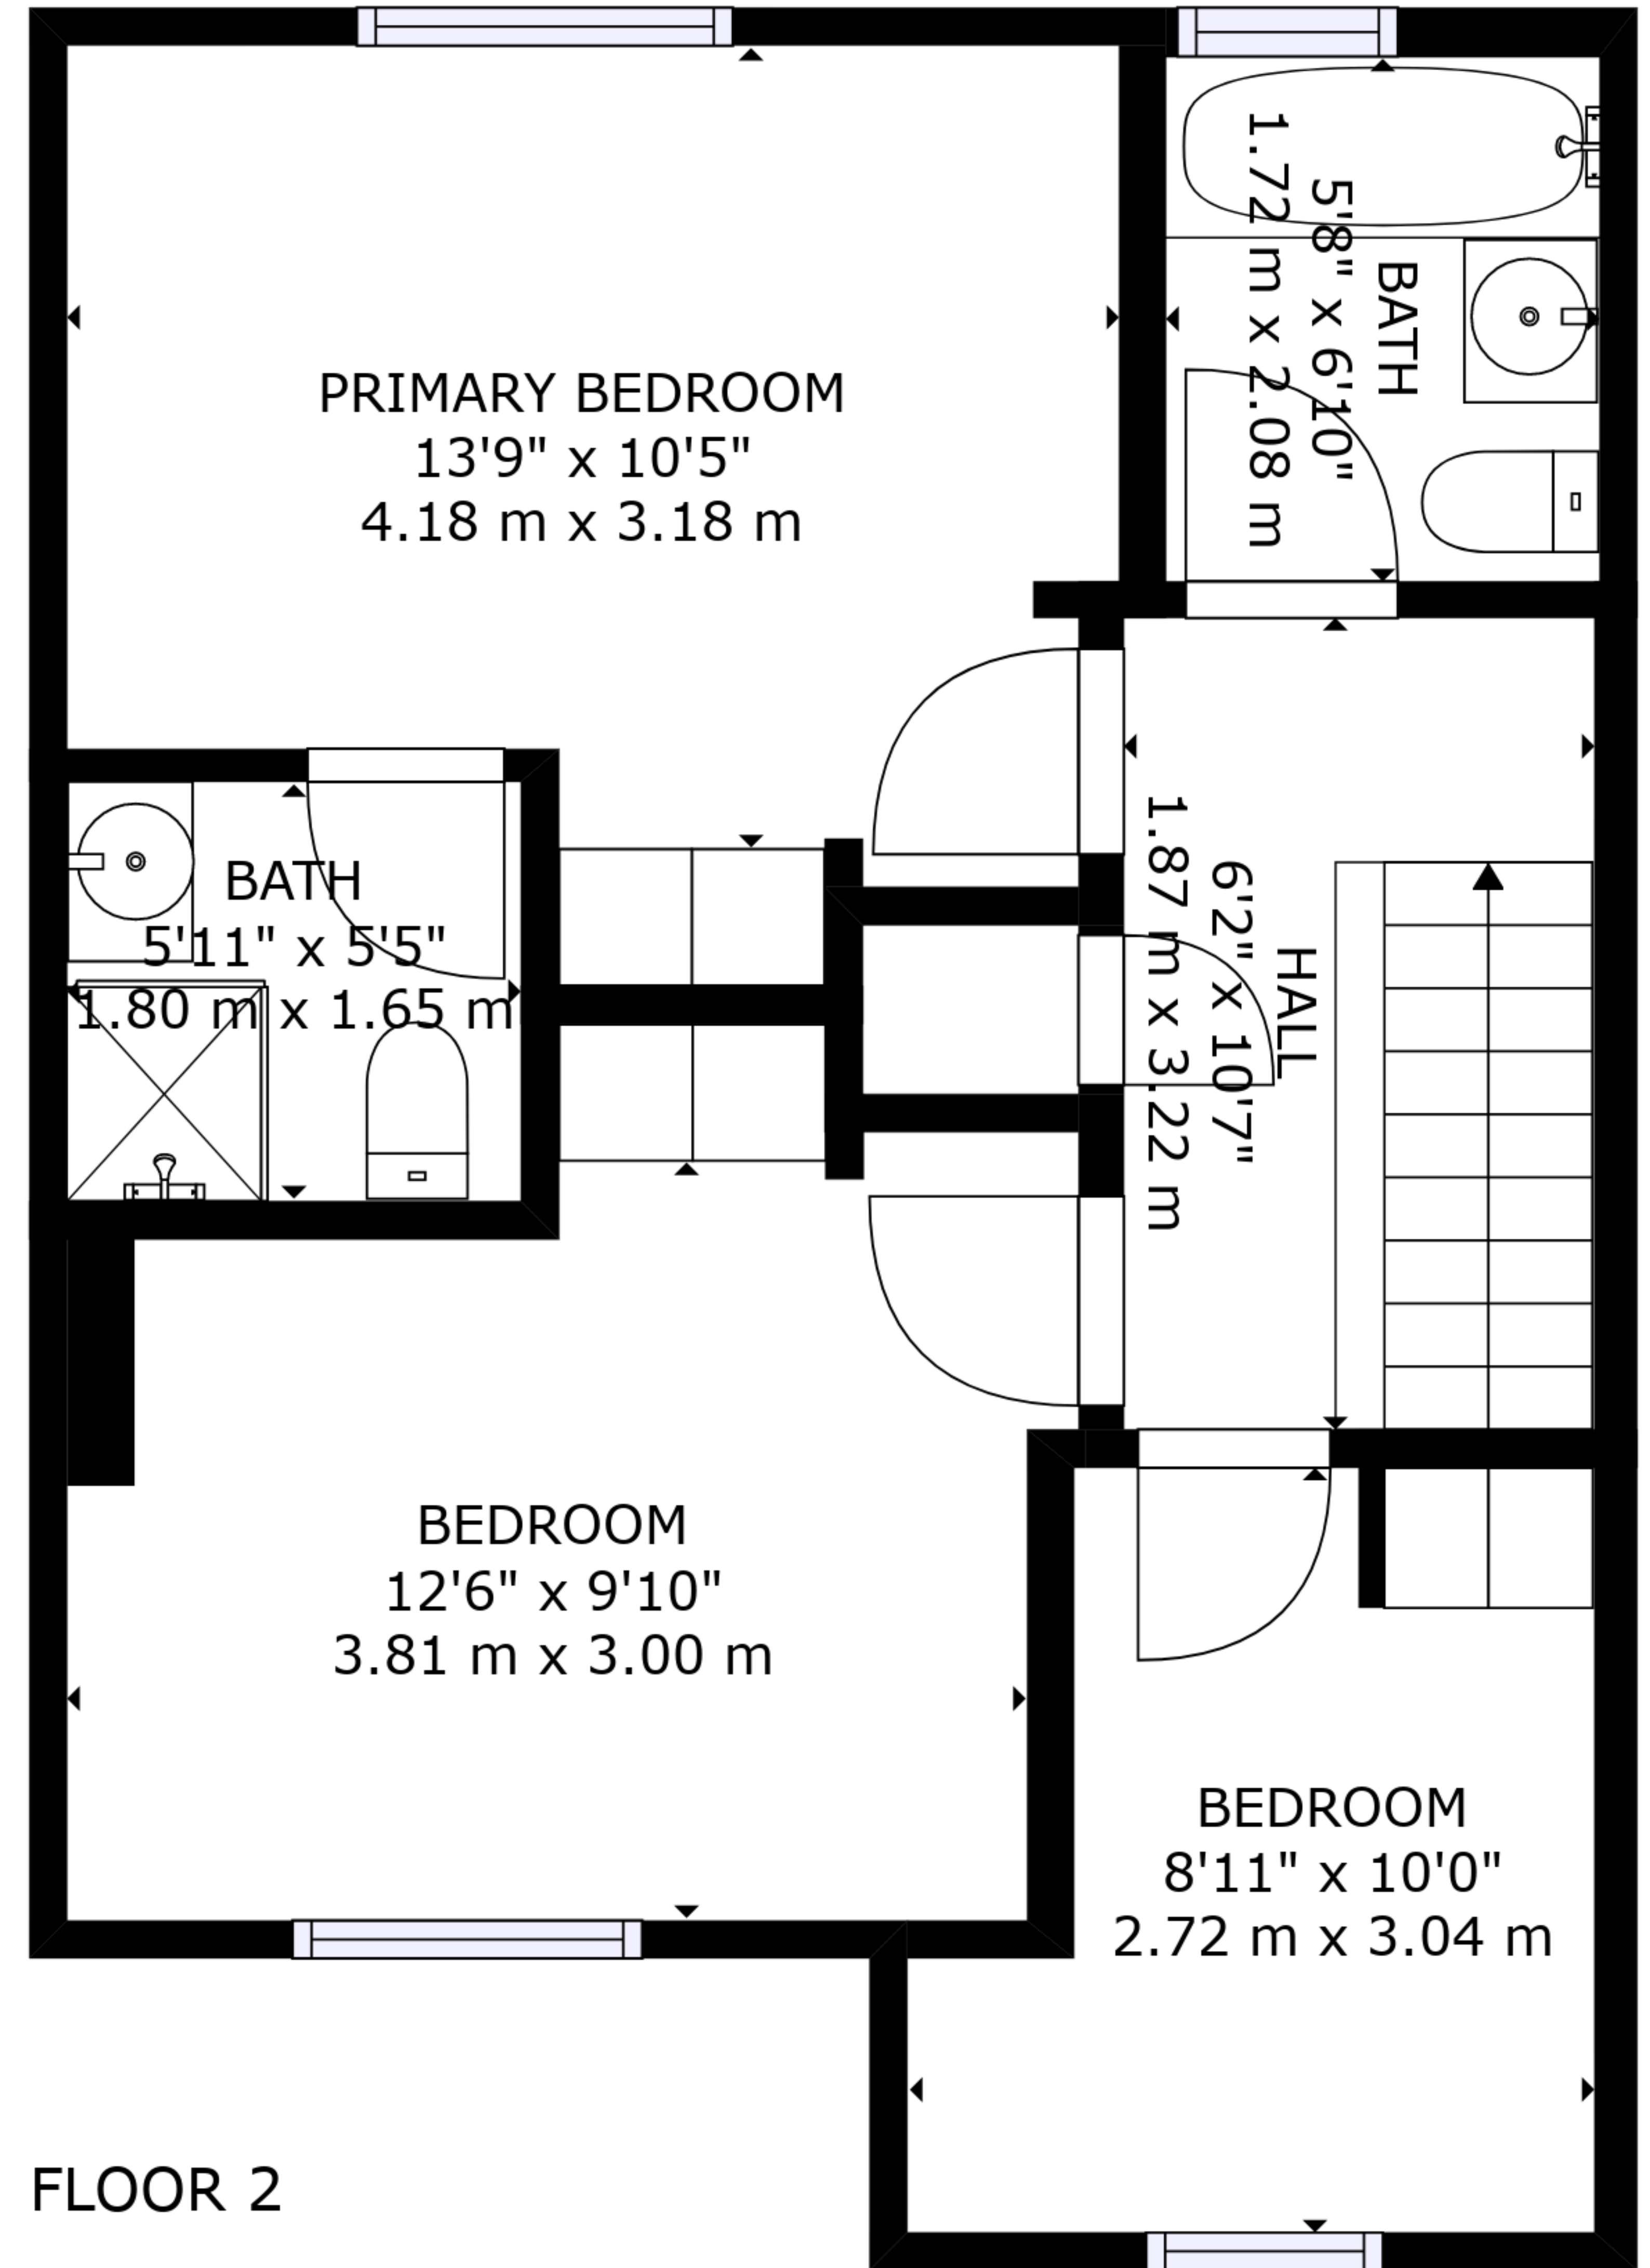 PRIMARY BEDROOM
13'9" x 10'5"
4.18 m x 3.18 m
BATH
5'8" x 6'10"
1.72 m x 2.08 m
BATH
5'11" x 5'5"
1.80 m x 1.65 m
HALL
6'2" x 10'7"
1.87 m x 3.22 m
BEDROOM
12'6" x 9'10"
3.81 m x 3.00 m
BEDROOM
8'11" x 10'0"
2.72 m x 3.04 m
FLOOR 2